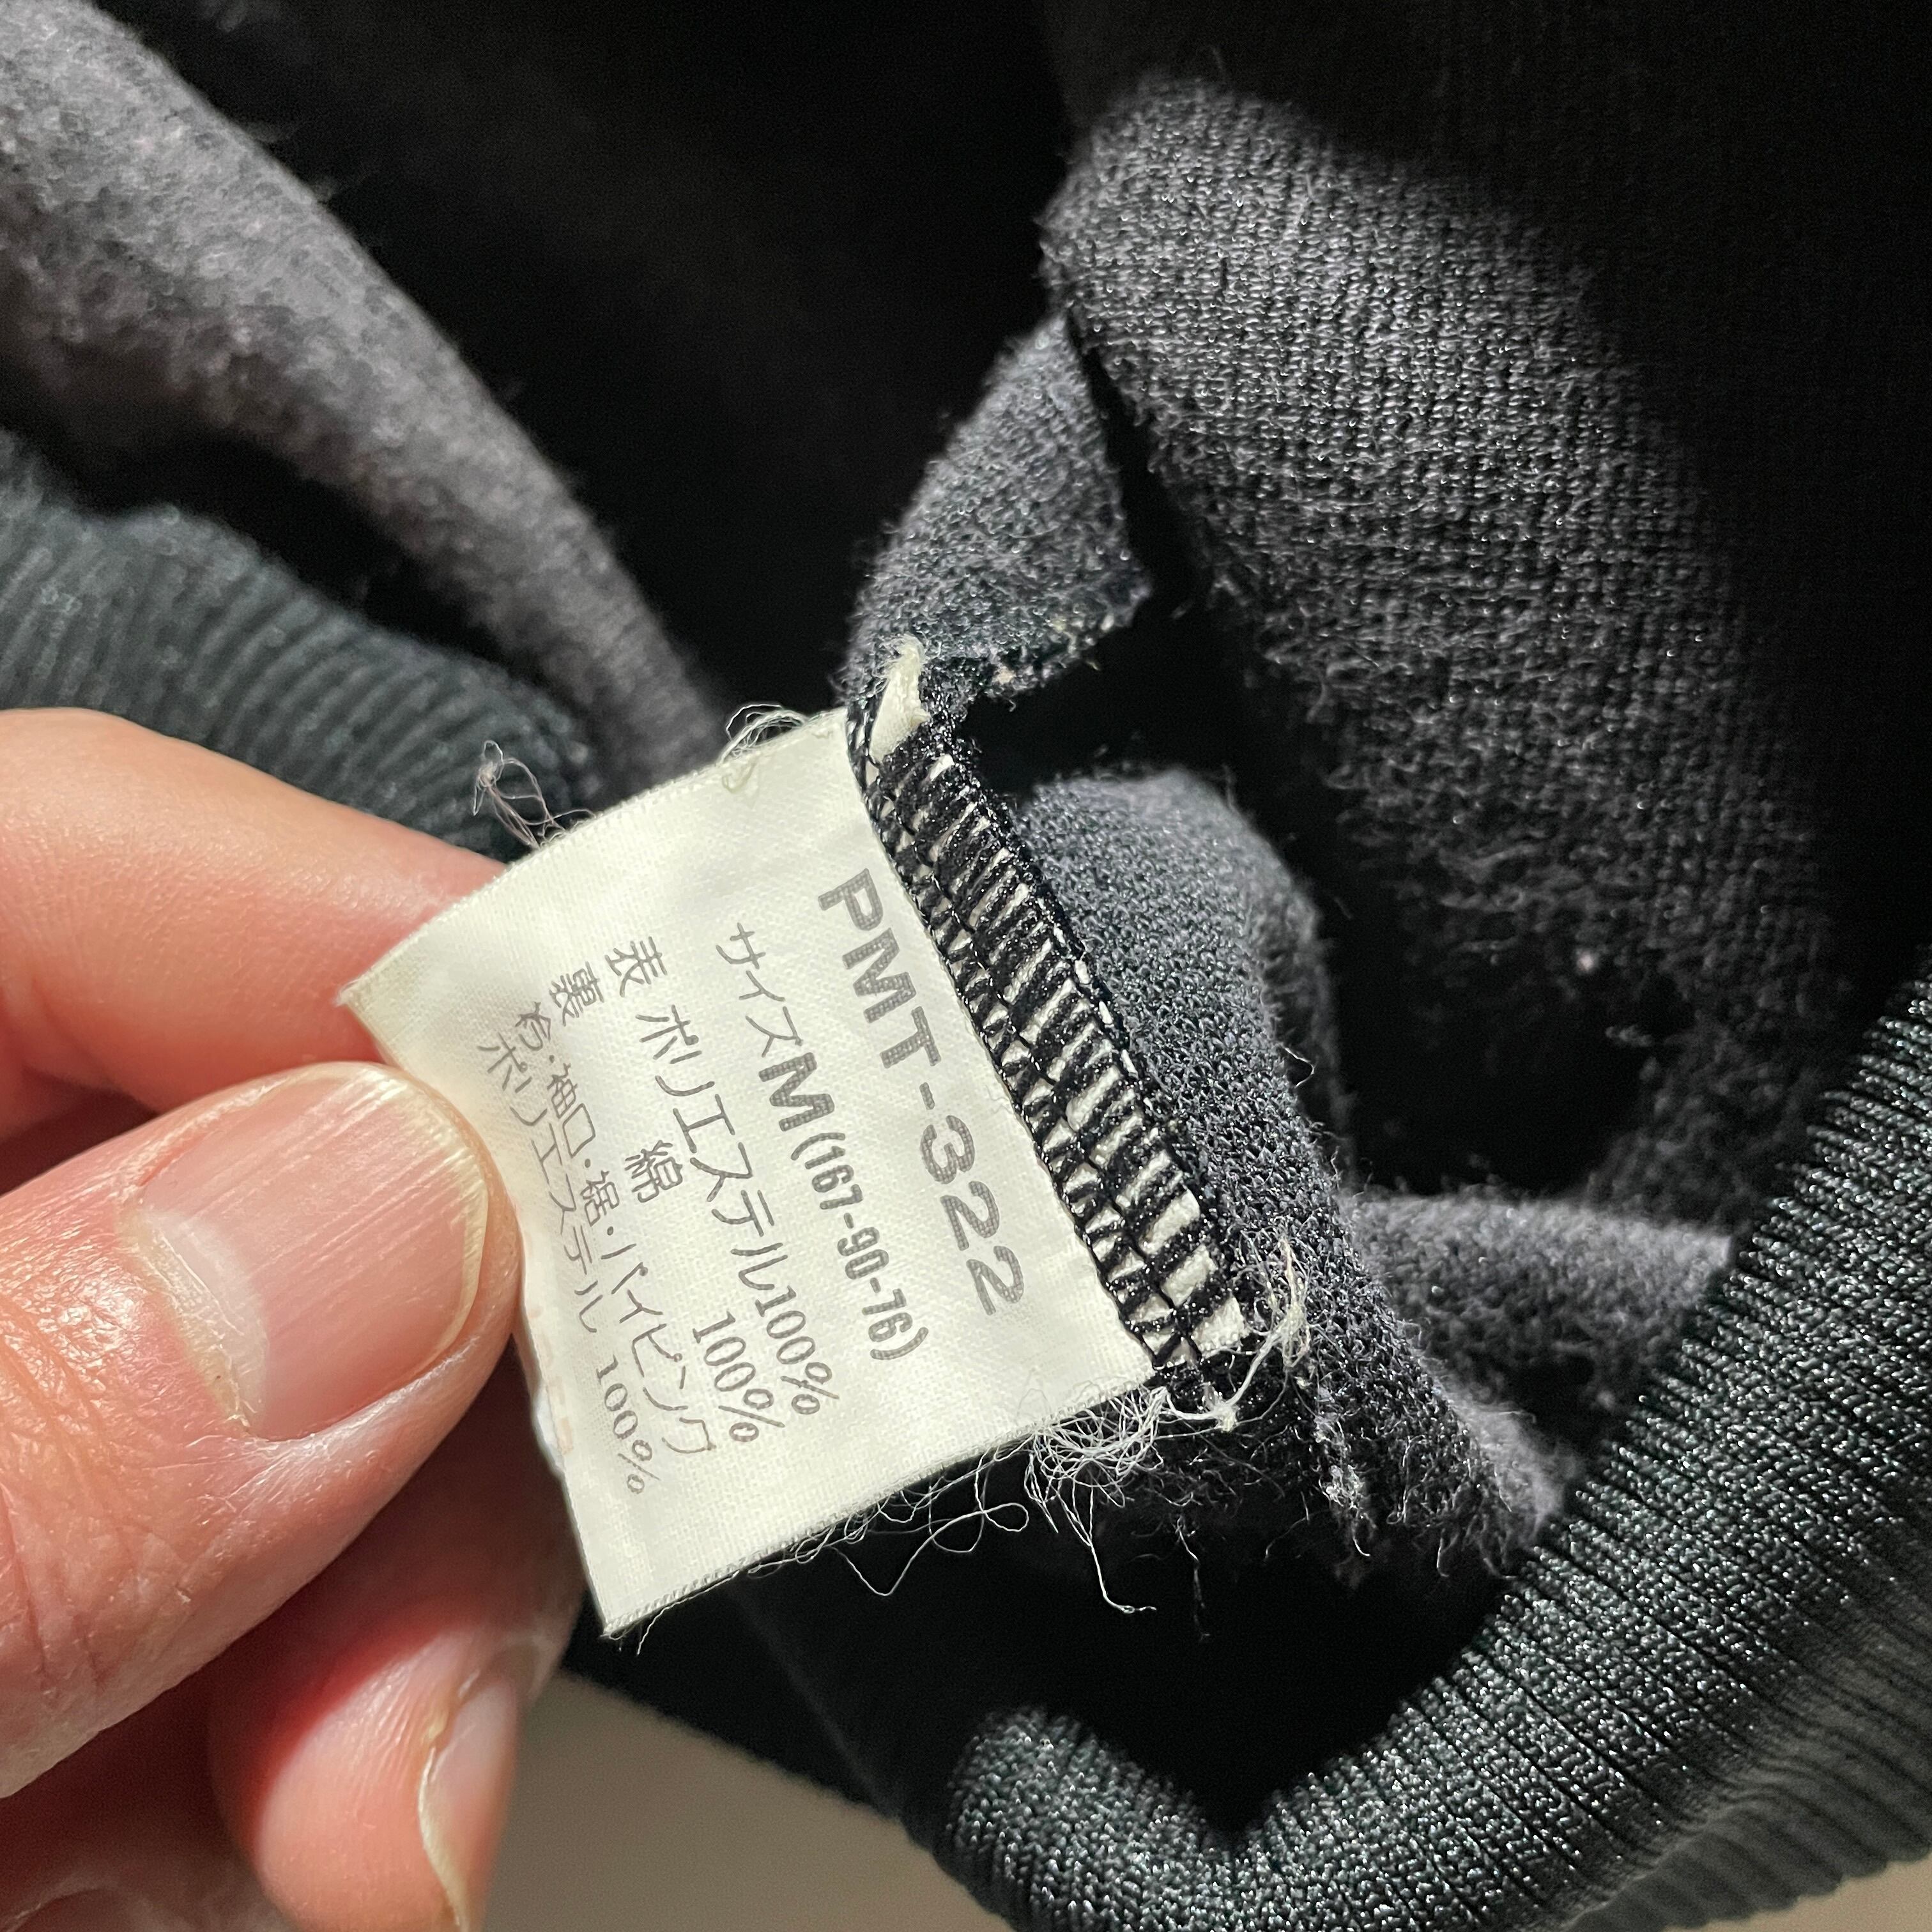 PMT-322
サイズM(167-90-76)
表 ポリエステル100%
裏 綿 100%
衿·袖口·裾·パイピング
ポリエステル 100%